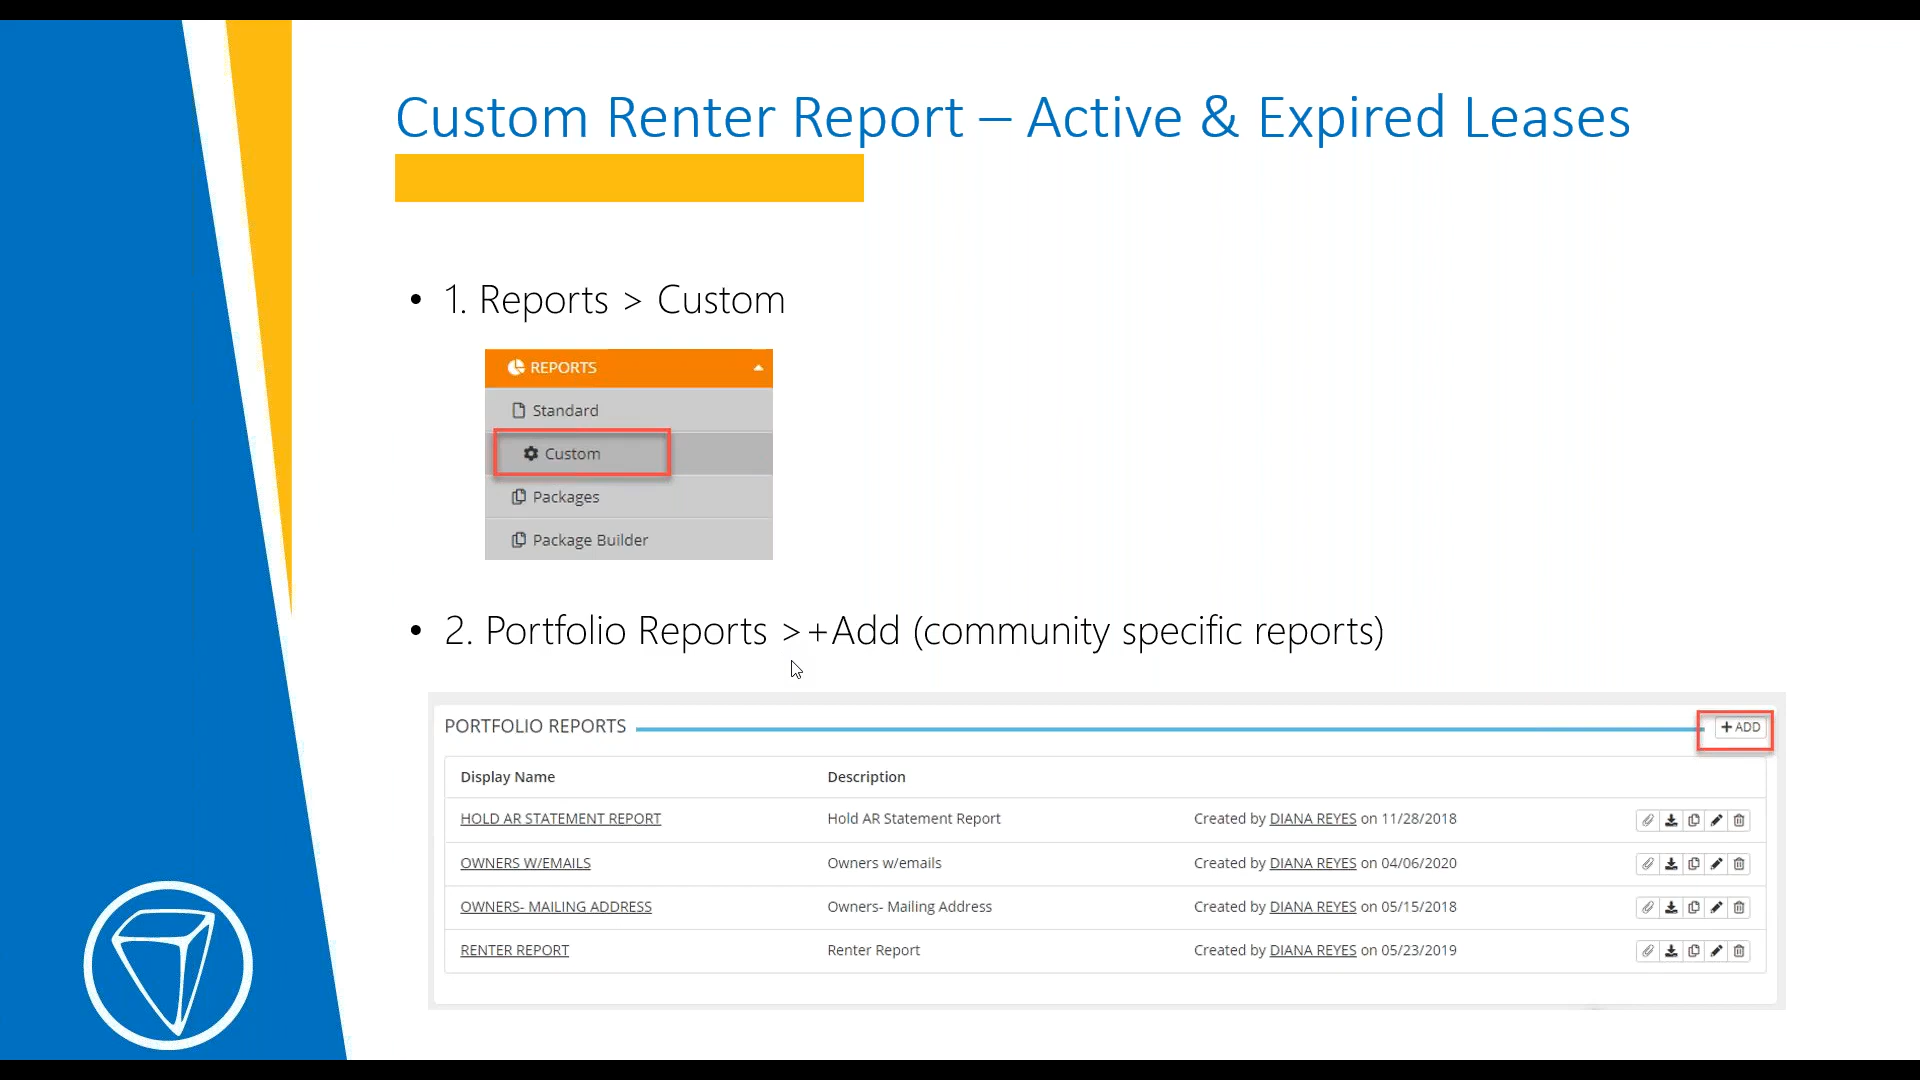 Custom Renter Report – Active & Expired Leases
• 1. Reports > Custom
REPORTS
Standard
Custom
Packages
Package Builder
• 2. Portfolio Reports >+Add (community specific reports)
PORTFOLIO REPORTS
+ ADD
Display Name Description
HOLD AR STATEMENT REPORT Hold AR Statement Report Created by DIANA REYES on 11/28/2018
OWNERS W/EMAILS Owners w/emails Created by DIANA REYES on 04/06/2020
OWNERS- MAILING ADDRESS Owners- Mailing Address Created by DIANA REYES on 05/15/2018
RENTER REPORT Renter Report Created by DIANA REYES on 05/23/2019